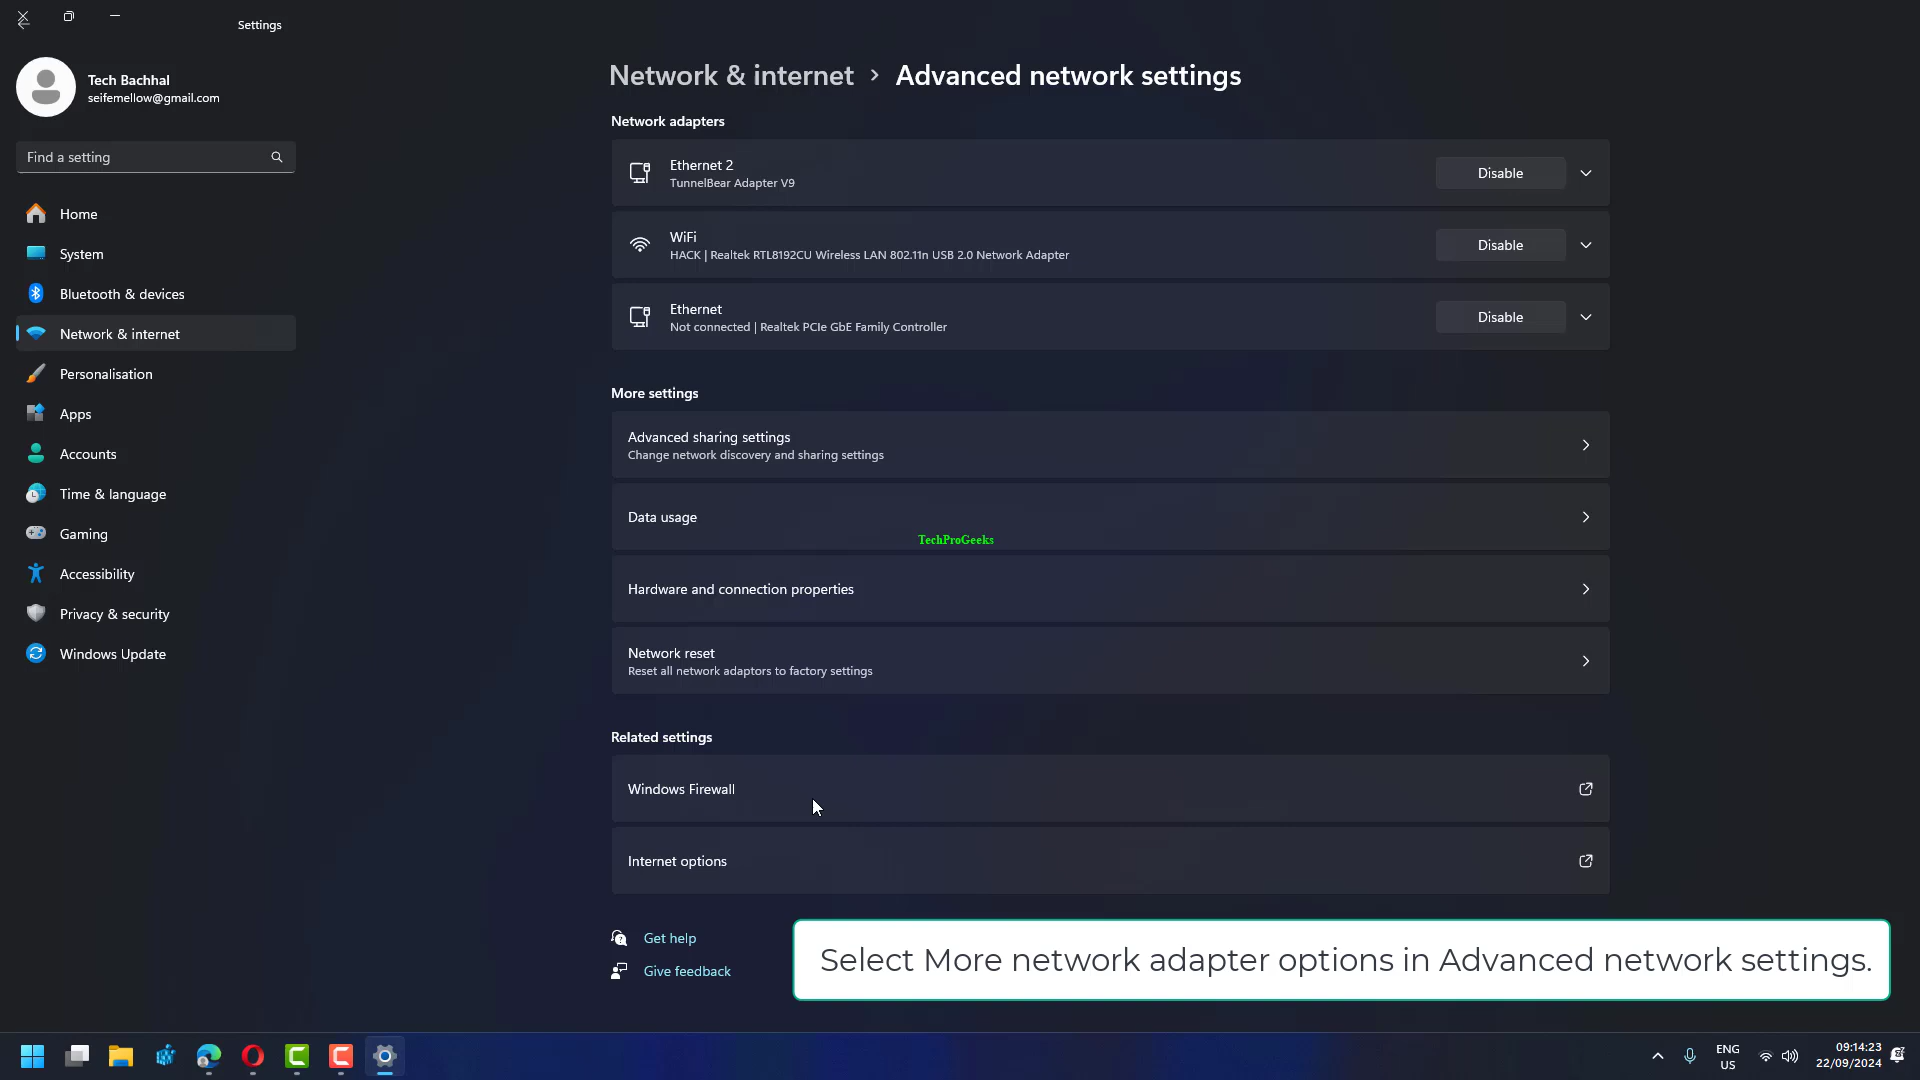 Settings
Tech Bachhal
seifemellow@gmail.com
Find a setting
Home
System
Bluetooth & devices
Network & internet
Personalisation
Apps
Accounts
Time & language
Gaming
Accessibility
Privacy & security
Windows Update
Network & internet > Advanced network settings
Network adapters
Ethernet 2
TunnelBear Adapter V9
Disable
WiFi
HACK | Realtek RTL8192CU Wireless LAN 802.11n USB 2.0 Network Adapter
Disable
Ethernet
Not connected | Realtek PCIe GbE Family Controller
Disable
More settings
Advanced sharing settings
Change network discovery and sharing settings
Data usage
TechProGeeks
Hardware and connection properties
Network reset
Reset all network adaptors to factory settings
Related settings
Windows Firewall
Internet options
Get help
Give feedback
Select More network adapter options in Advanced network settings.
ENG
US
09:14:23
22/09/2024